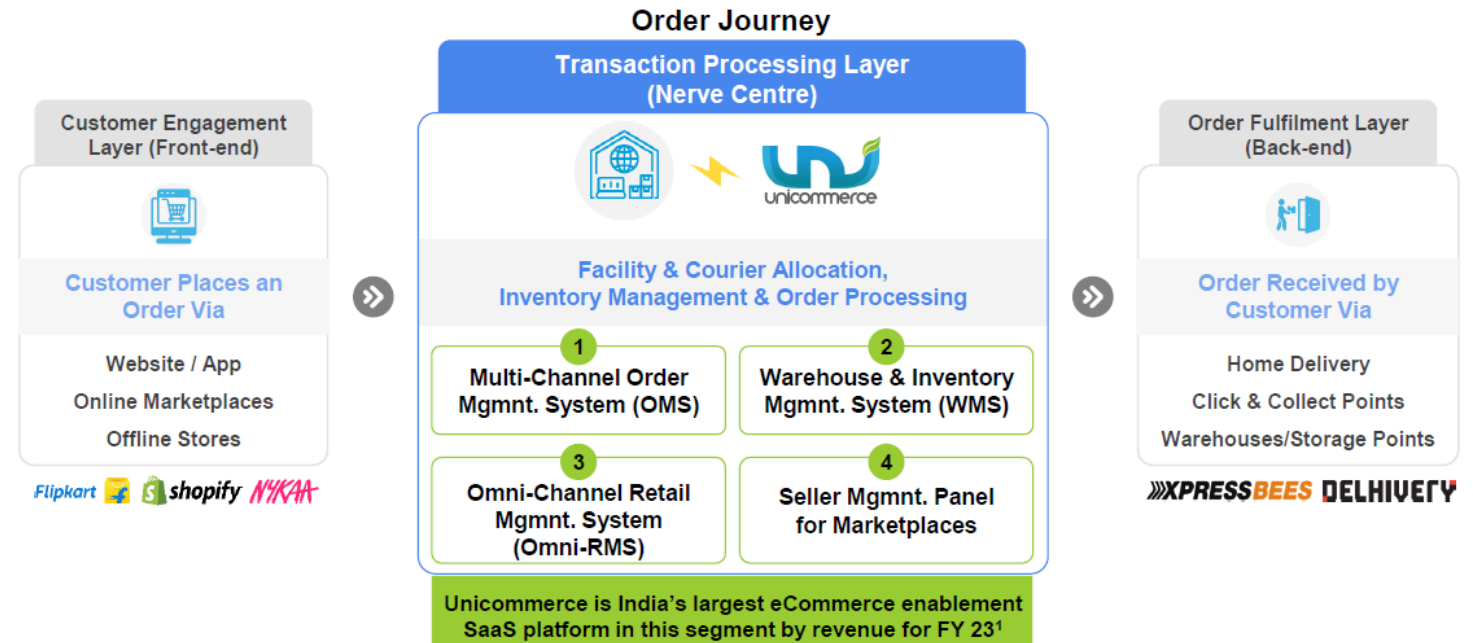 Order Journey
Customer Engagement
Layer (Front-end)
Customer Places an
Order Via
Website / App
Online Marketplaces
Offline Stores
Flipkart
shopify
NYKAA
Transaction Processing Layer
(Nerve Centre)
unicommerce
Facility & Courier Allocation,
Inventory Management & Order Processing
1
Multi-Channel Order
Mgmnt. System (OMS)
2
Warehouse & Inventory
Mgmnt. System (WMS)
3
Omni-Channel Retail
Mgmnt. System
(Omni-RMS)
4
Seller Mgmnt. Panel
for Marketplaces
Unicommerce is India's largest eCommerce enablement
SaaS platform in this segment by revenue for FY 23¹
Order Fulfilment Layer
(Back-end)
Order Received by
Customer Via
Home Delivery
Click & Collect Points
Warehouses/Storage Points
XPRESSBEES
DELHIVERY